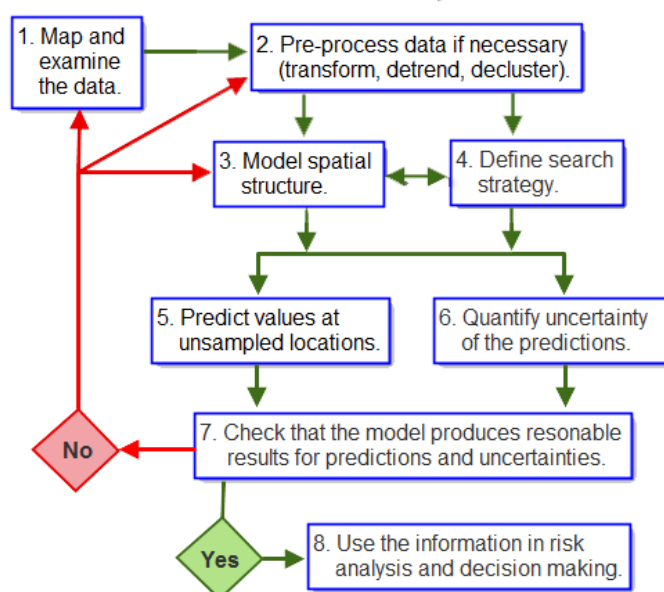 1. Map and
examine
the data.
2. Pre-process data if necessary
(transform, detrend, decluster).
3. Model spatial
structure.
4. Define search
strategy.
5. Predict values at
unsampled locations.
6. Quantify uncertainty
of the predictions.
7. Check that the model produces resonable
results for predictions and uncertainties.
No
Yes
8. Use the information in risk
analysis and decision making.